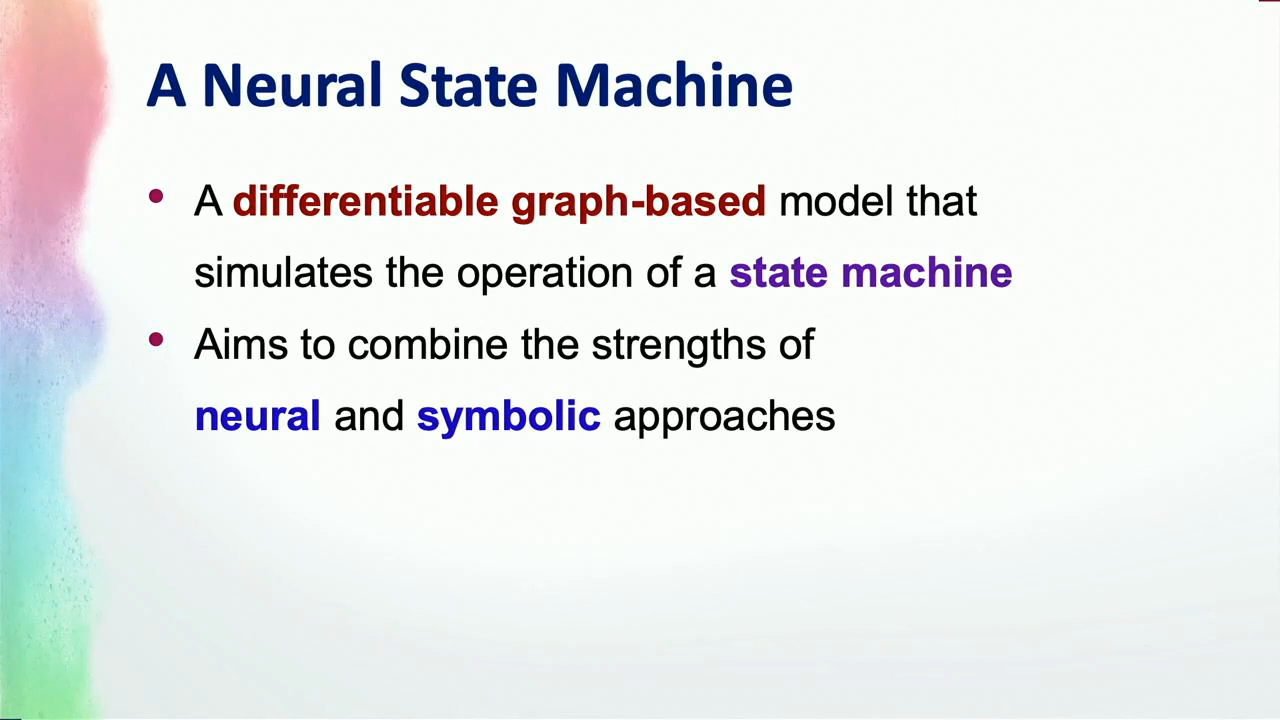 A Neural State Machine
• A differentiable graph-based model that
simulates the operation of a state machine
• Aims to combine the strengths of
neural and symbolic approaches